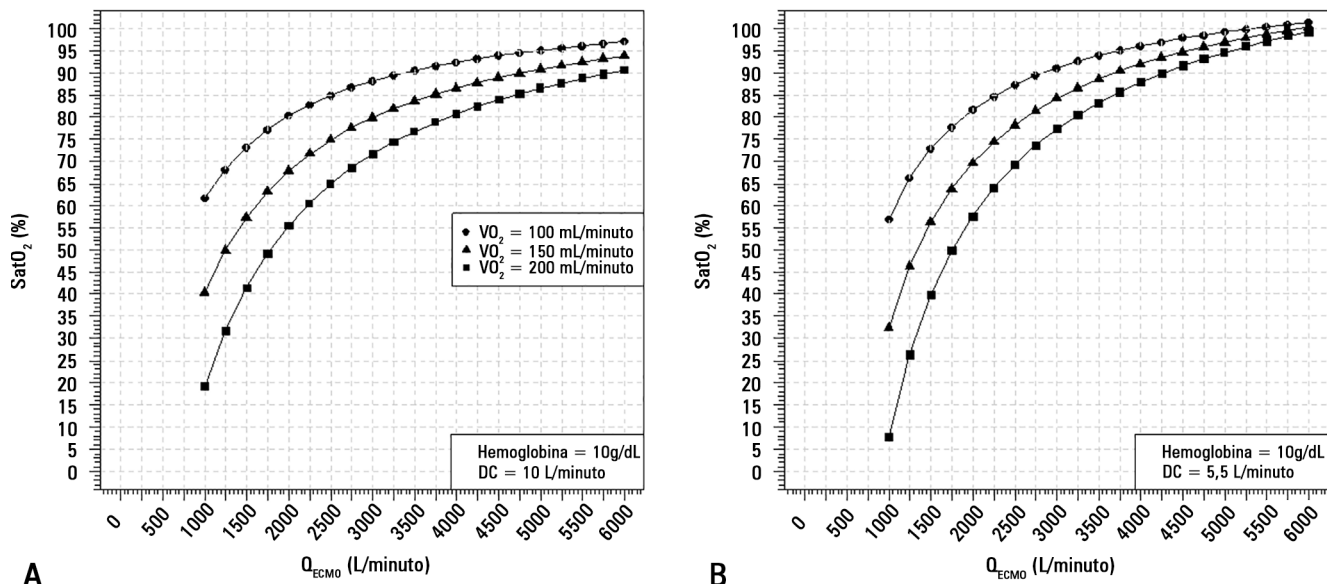 100
95
90
85
80
75
70
65
60
55
50
45
40
35
30
25
20
15
10
5
0
SatO₂ (%)
VO₂ = 100 mL/minuto
VO₂ = 150 mL/minuto
VO₂ = 200 mL/minuto
Hemoglobina = 10g/dL
DC = 10 L/minuto
0 500 1000 1500 2000 2500 3000 3500 4000 4500 5000 5500 6000
Q_ECMO (L/minuto)
A
100
95
90
85
80
75
70
65
60
55
50
45
40
35
30
25
20
15
10
5
0
SatO₂ (%)
Hemoglobina = 10g/dL
DC = 5,5 L/minuto
0 500 1000 1500 2000 2500 3000 3500 4000 4500 5000 5500 6000
Q_ECMO (L/minuto)
B